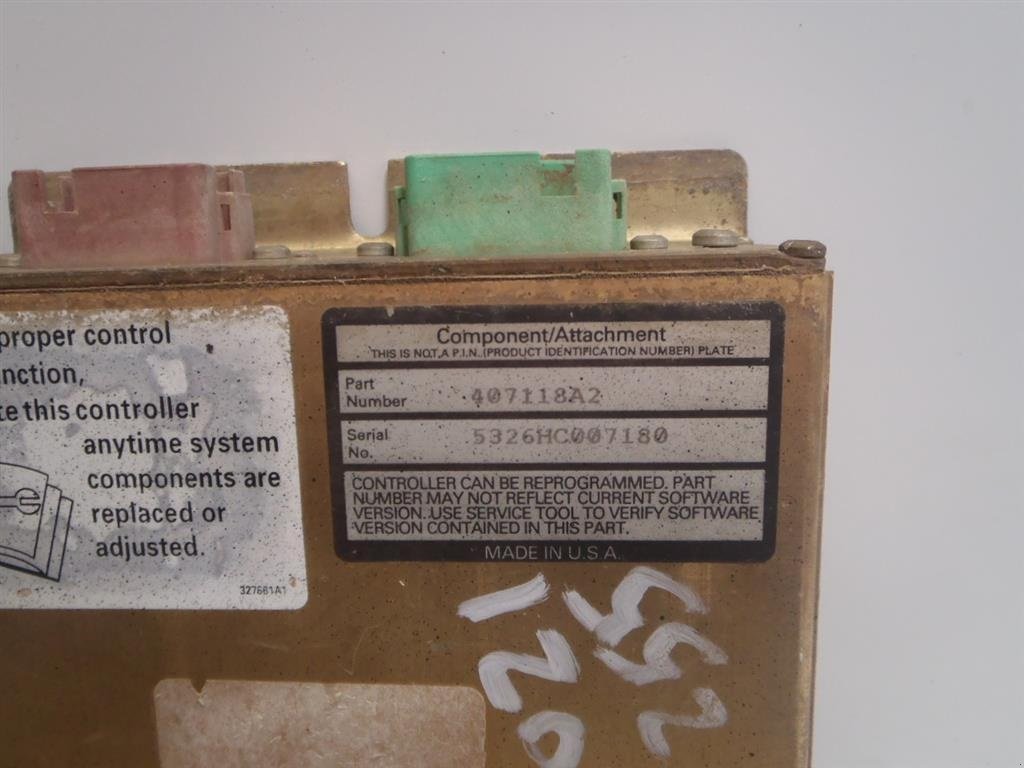 proper control
nction,
te this controller
anytime system
components are
replaced or
adjusted.
327681A1
Component/Attachment
THIS IS NOT A P.I.N. (PRODUCT IDENTIFICATION NUMBER) PLATE
Part
Number 407118A2
Serial
No. 5326HC007180
CONTROLLER CAN BE REPROGRAMMED. PART
NUMBER MAY NOT REFLECT CURRENT SOFTWARE
VERSION. USE SERVICE TOOL TO VERIFY SOFTWARE
VERSION CONTAINED IN THIS PART.
MADE IN U.S.A.
120